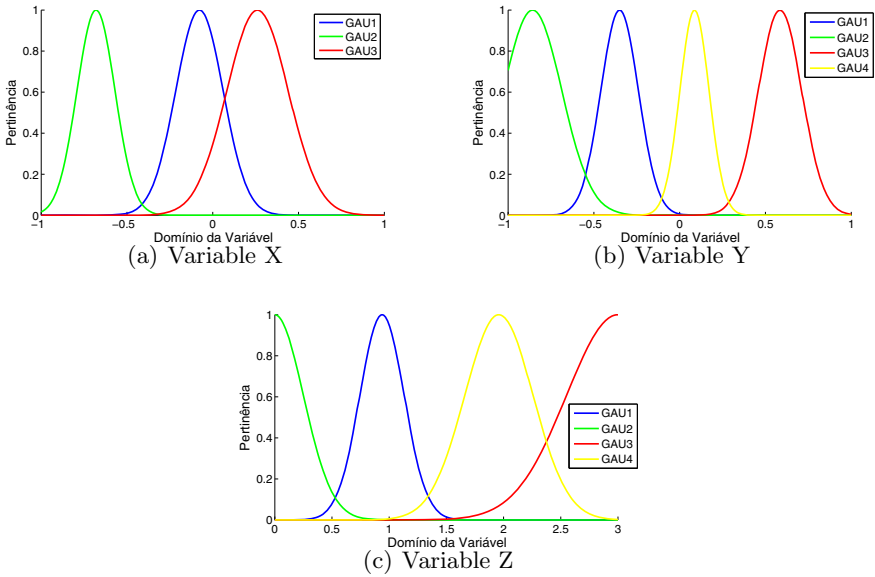 Pertinência
1
0.8
0.6
0.4
0.2
0
−1
−0.5
0
0.5
1
Domínio da Variável
GAU1
GAU2
GAU3
(a) Variable X
Pertinência
1
0.8
0.6
0.4
0.2
0
−1
−0.5
0
0.5
1
Domínio da Variável
GAU1
GAU2
GAU3
GAU4
(b) Variable Y
Pertinência
1
0.8
0.6
0.4
0.2
0
0
0.5
1
1.5
2
2.5
3
Domínio da Variável
GAU1
GAU2
GAU3
GAU4
(c) Variable Z